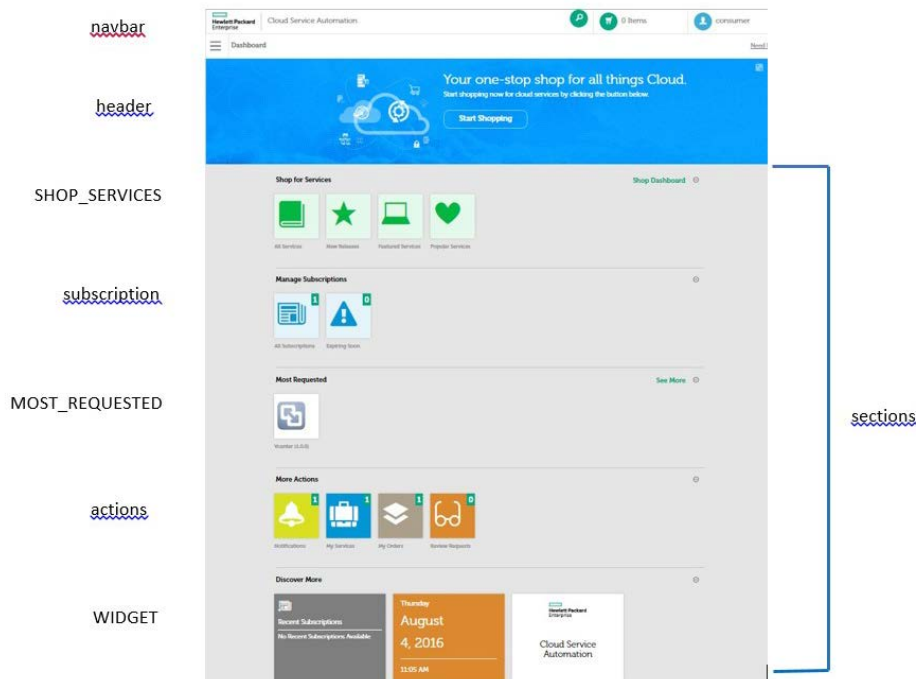 navbar
Hewlett Packard
Enterprise
Cloud Service Automation
0 Items
consumer
Dashboard
Need
header
Your one-stop shop for all things Cloud.
Start shopping now for cloud services by clicking the button below.
Start Shopping
SHOP_SERVICES
Shop for Services
Shop Dashboard
All Services
New Releases
Featured Services
Popular Services
subscription
Manage Subscriptions
1
0
All Subscriptions
Expiring Soon
MOST_REQUESTED
Most Requested
See More
sections
actions
More Actions
1
1
1
0
Notifications
My Services
My Orders
Review Requests
WIDGET
Discover More
Recent Subscriptions
No Recent Subscriptions Available
Thursday
August
4, 2016
11:05 AM
Hewlett Packard
Enterprise
Cloud Service
Automation